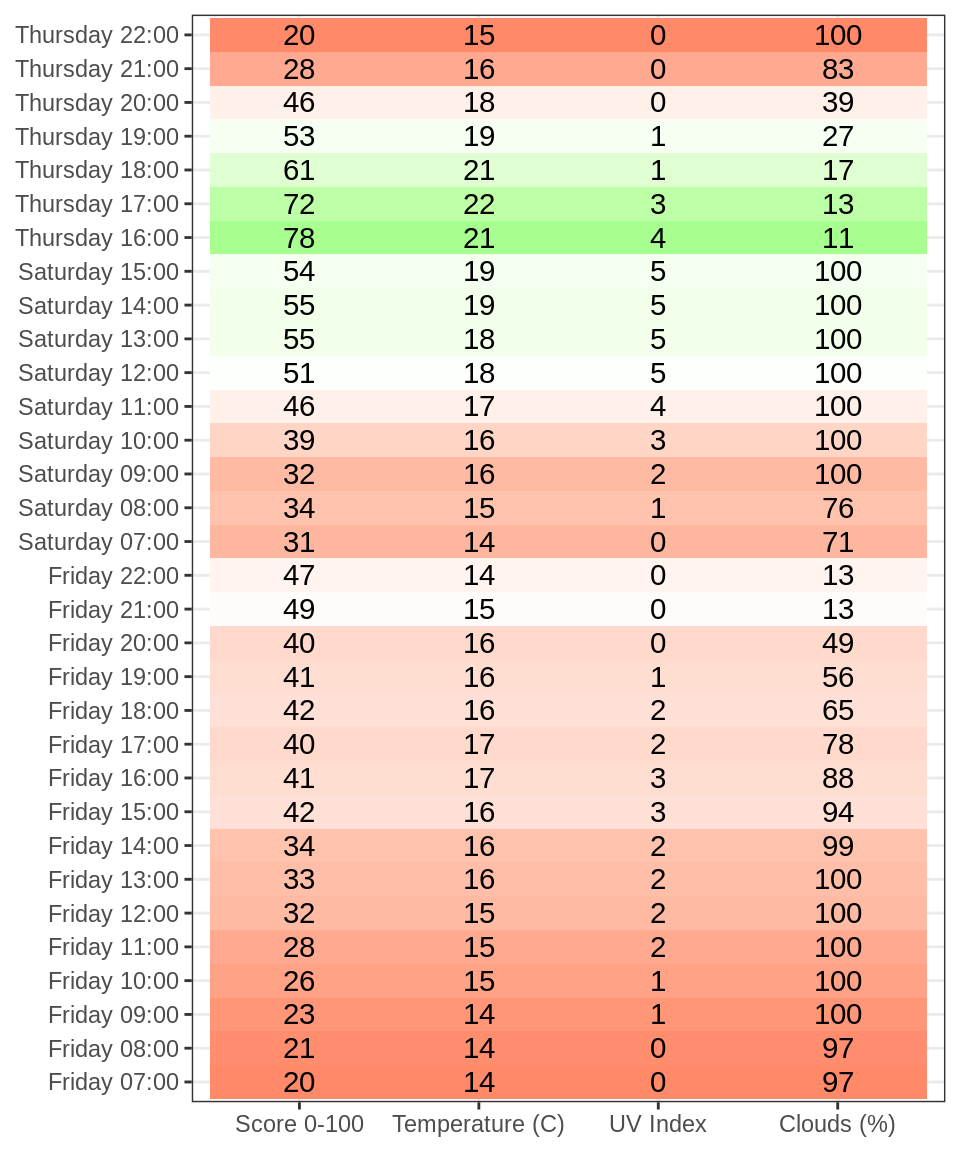 Thursday 22:00 20 15 0 100
Thursday 21:00 28 16 0 83
Thursday 20:00 46 18 0 39
Thursday 19:00 53 19 1 27
Thursday 18:00 61 21 1 17
Thursday 17:00 72 22 3 13
Thursday 16:00 78 21 4 11
Saturday 15:00 54 19 5 100
Saturday 14:00 55 19 5 100
Saturday 13:00 55 18 5 100
Saturday 12:00 51 18 5 100
Saturday 11:00 46 17 4 100
Saturday 10:00 39 16 3 100
Saturday 09:00 32 16 2 100
Saturday 08:00 34 15 1 76
Saturday 07:00 31 14 0 71
Friday 22:00 47 14 0 13
Friday 21:00 49 15 0 13
Friday 20:00 40 16 0 49
Friday 19:00 41 16 1 56
Friday 18:00 42 16 2 65
Friday 17:00 40 17 2 78
Friday 16:00 41 17 3 88
Friday 15:00 42 16 3 94
Friday 14:00 34 16 2 99
Friday 13:00 33 16 2 100
Friday 12:00 32 15 2 100
Friday 11:00 28 15 2 100
Friday 10:00 26 15 1 100
Friday 09:00 23 14 1 100
Friday 08:00 21 14 0 97
Friday 07:00 20 14 0 97
Score 0-100 Temperature (C) UV Index Clouds (%)